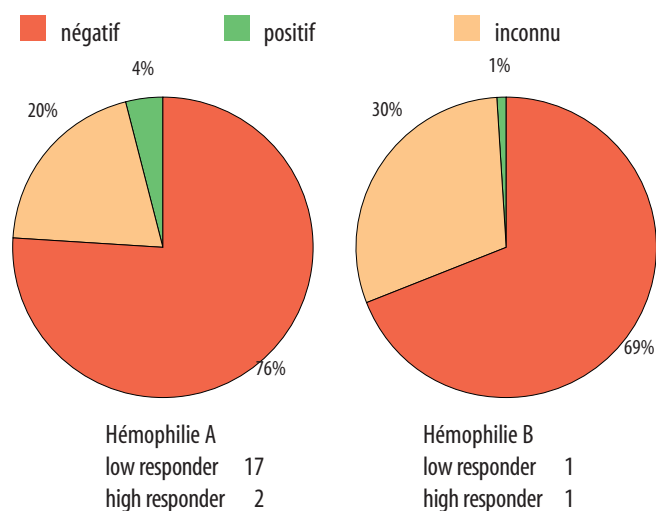 négatif positif inconnu
4% 1%
20% 30%
76% 69%
Hémophilie A Hémophilie B
low responder 17 low responder 1
high responder 2 high responder 1